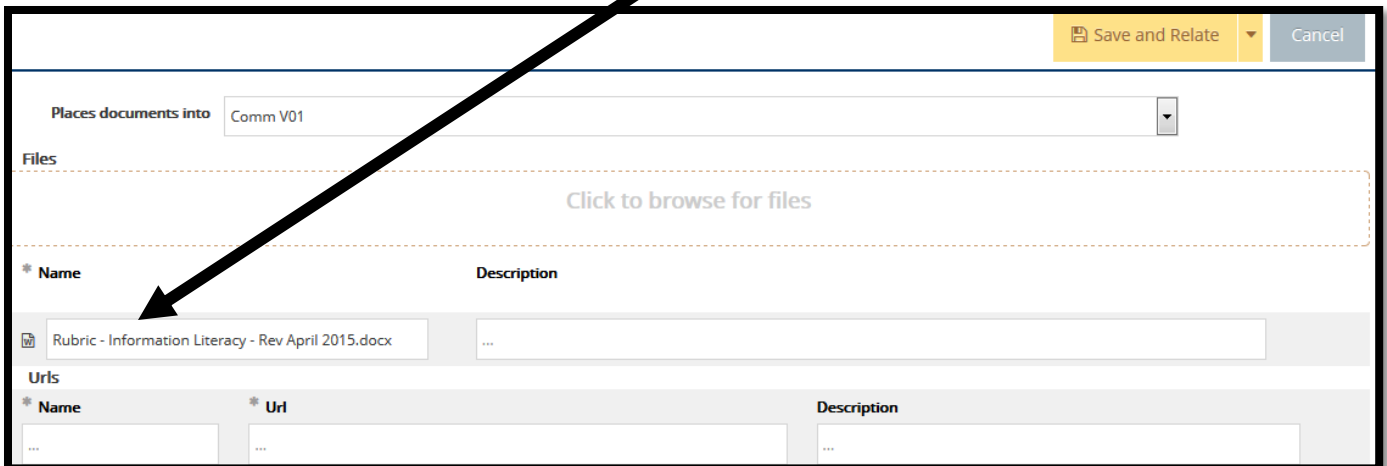 Save and Relate Cancel
Places documents into Comm V01
Files
Click to browse for files
* Name Description
Rubric - Information Literacy - Rev April 2015.docx ...
Urls
* Name * Url Description
... ... ...